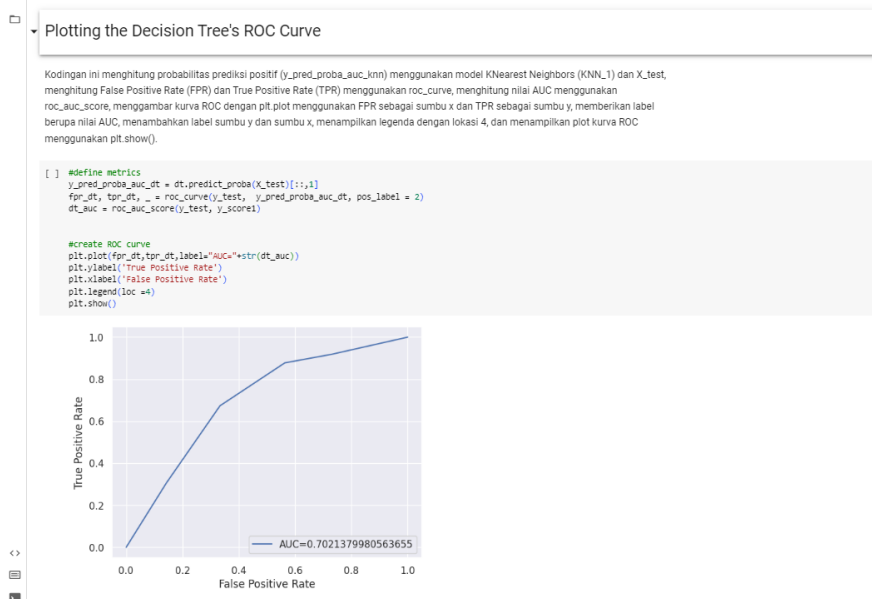 Plotting the Decision Tree's ROC Curve
Kodingan ini menghitung probabilitas prediksi positif (y_pred_proba_auc_knn) menggunakan model KNearest Neighbors (KNN_1) dan X_test,
menghitung False Positive Rate (FPR) dan True Positive Rate (TPR) menggunakan roc_curve, menghitung nilai AUC menggunakan
roc_auc_score, menggambar kurva ROC dengan plt.plot menggunakan FPR sebagai sumbu x dan TPR sebagai sumbu y, memberikan label
berupa nilai AUC, menambahkan label sumbu y dan sumbu x, menampilkan legenda dengan lokasi 4, dan menampilkan plot kurva ROC
menggunakan plt.show().
[ ] #define metrics
y_pred_proba_auc_dt = dt.predict_proba(X_test)[::,1]
fpr_dt, tpr_dt, _ = roc_curve(y_test,  y_pred_proba_auc_dt, pos_label = 2)
dt_auc = roc_auc_score(y_test, y_score1)
#create ROC curve
plt.plot(fpr_dt,tpr_dt,label="AUC="+str(dt_auc))
plt.ylabel('True Positive Rate')
plt.xlabel('False Positive Rate')
plt.legend(loc =4)
plt.show()
1.0
0.8
0.6
0.4
0.2
0.0
True Positive Rate
AUC=0.7021379980563655
0.0 0.2 0.4 0.6 0.8 1.0
False Positive Rate